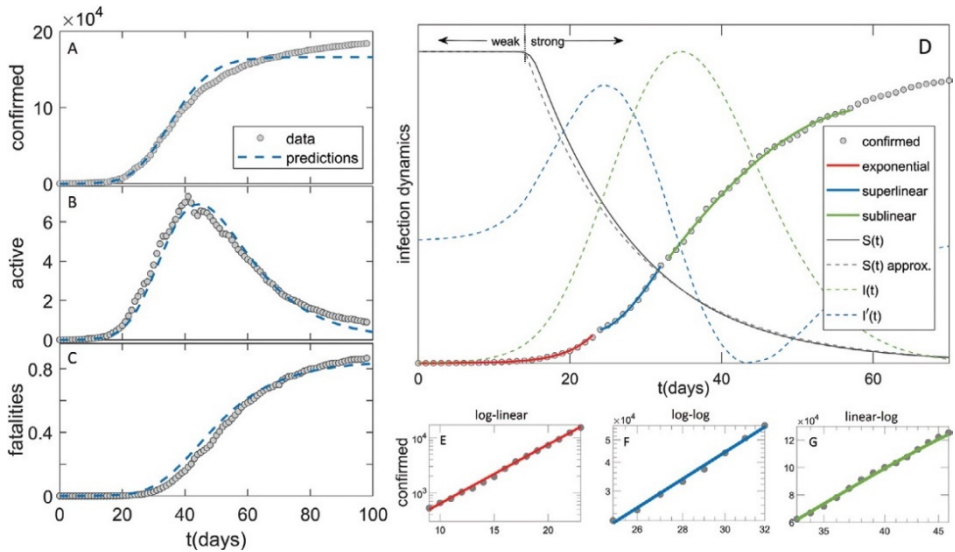 ×10⁴
A
20
10
0
confirmed
data
predictions
B
6
4
2
0
active
C
0.8
0.4
0
fatalities
0 20 40 60 80 100
t(days)
weak strong
D
infection dynamics
confirmed
exponential
superlinear
sublinear
S(t)
S(t) approx.
I(t)
I'(t)
0 20 40 60
t(days)
log-linear
E
10⁴
10³
confirmed
10 15 20
log-log
×10⁴
F
5
4
3
26 28 30 32
linear-log
×10⁴
G
12
10
8
6
35 40 45